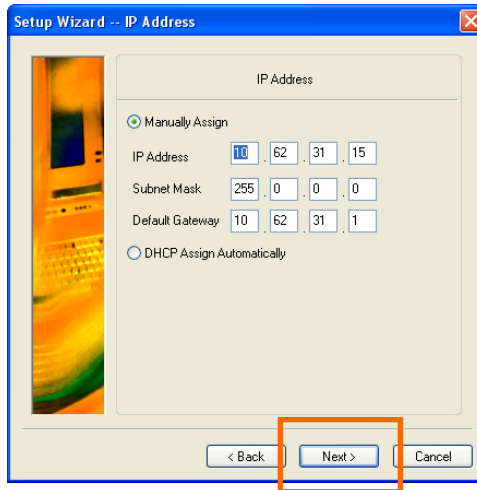 Setup Wizard -- IP Address
IP Address
Manually Assign
IP Address 10 . 62 . 31 . 15
Subnet Mask 255 . 0 . 0 . 0
Default Gateway 10 . 62 . 31 . 1
DHCP Assign Automatically
< Back Next > Cancel